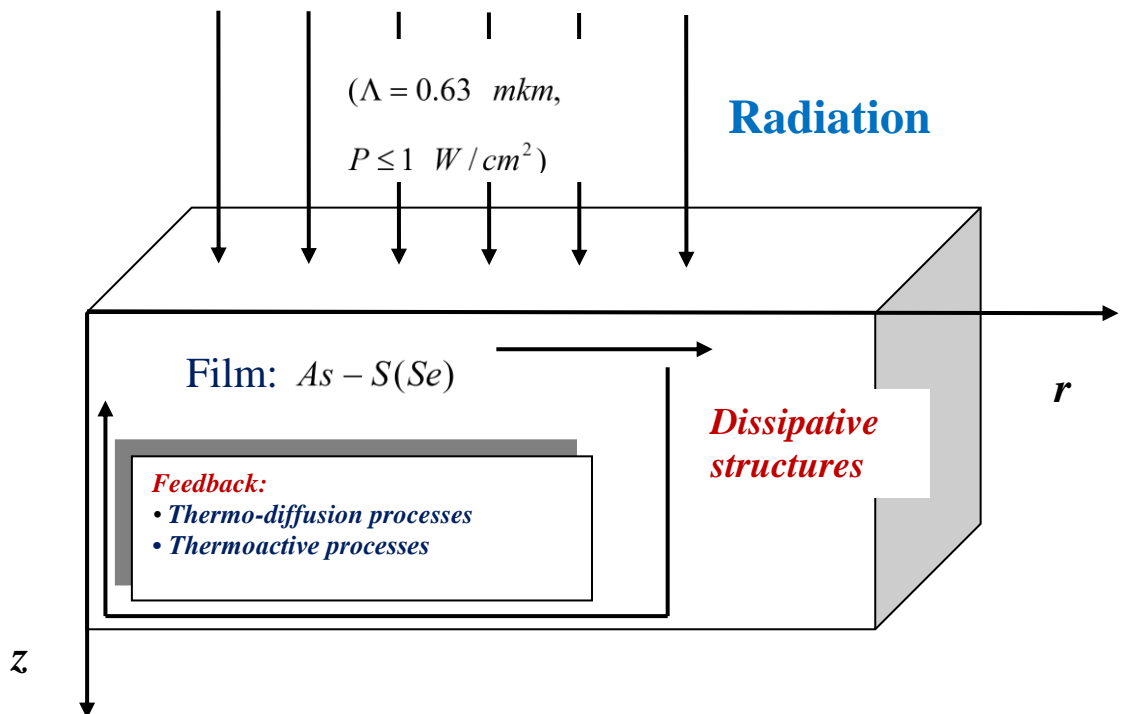 (Λ = 0.63 mkm,
P ≤ 1 W / cm²)
Radiation
Film: As − S(Se)
r
Dissipative
structures
Feedback:
• Thermo-diffusion processes
• Thermoactive processes
z